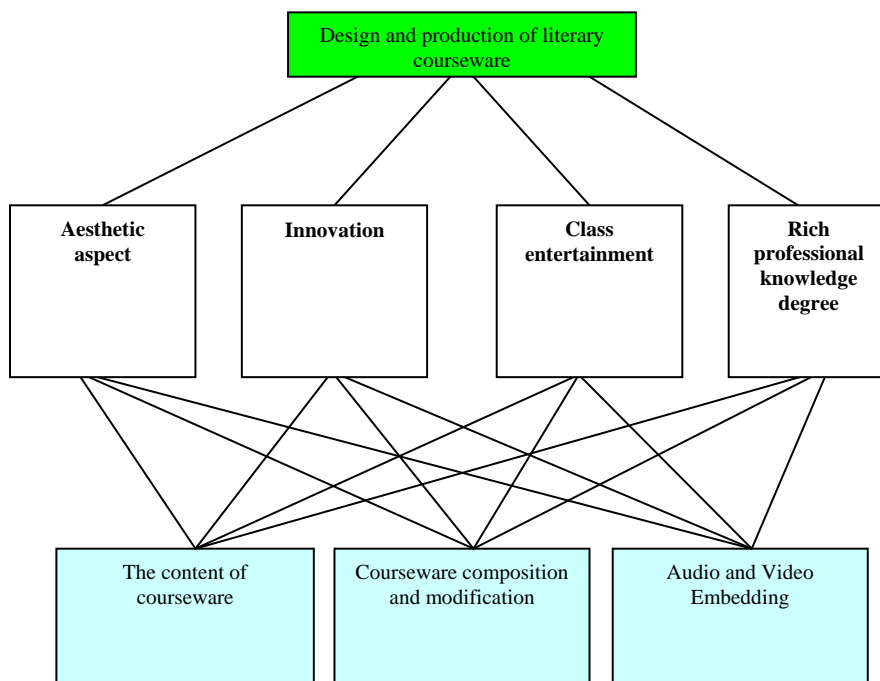 Design and production of literary
courseware
Aesthetic
aspect
Innovation
Class
entertainment
Rich
professional
knowledge
degree
The content of
courseware
Courseware composition
and modification
Audio and Video
Embedding